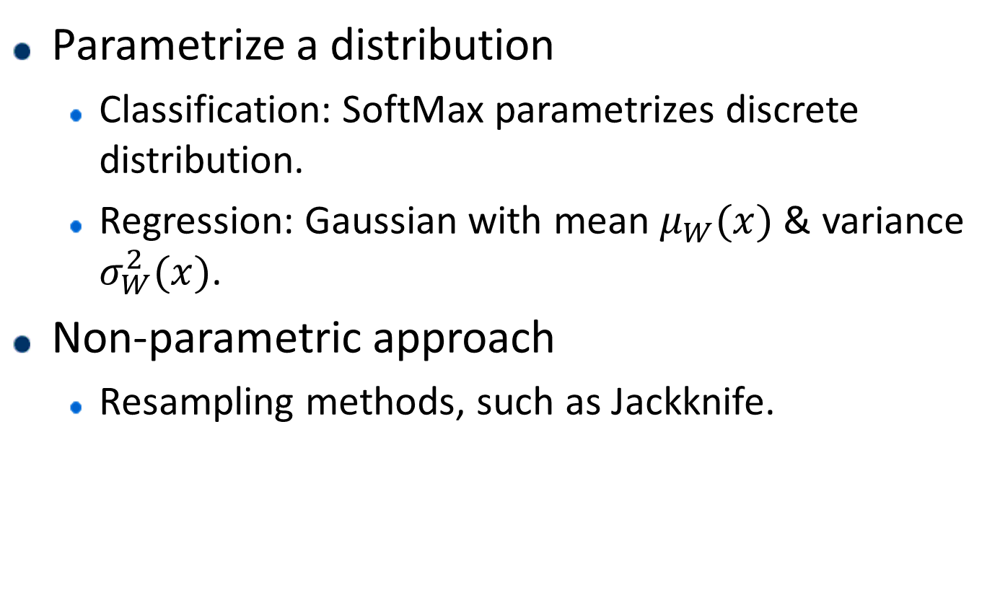 • Parametrize a distribution
• Classification: SoftMax parametrizes discrete
distribution.
• Regression: Gaussian with mean $\mu_W(x)$ & variance
$\sigma_W^2(x)$.
• Non-parametric approach
• Resampling methods, such as Jackknife.